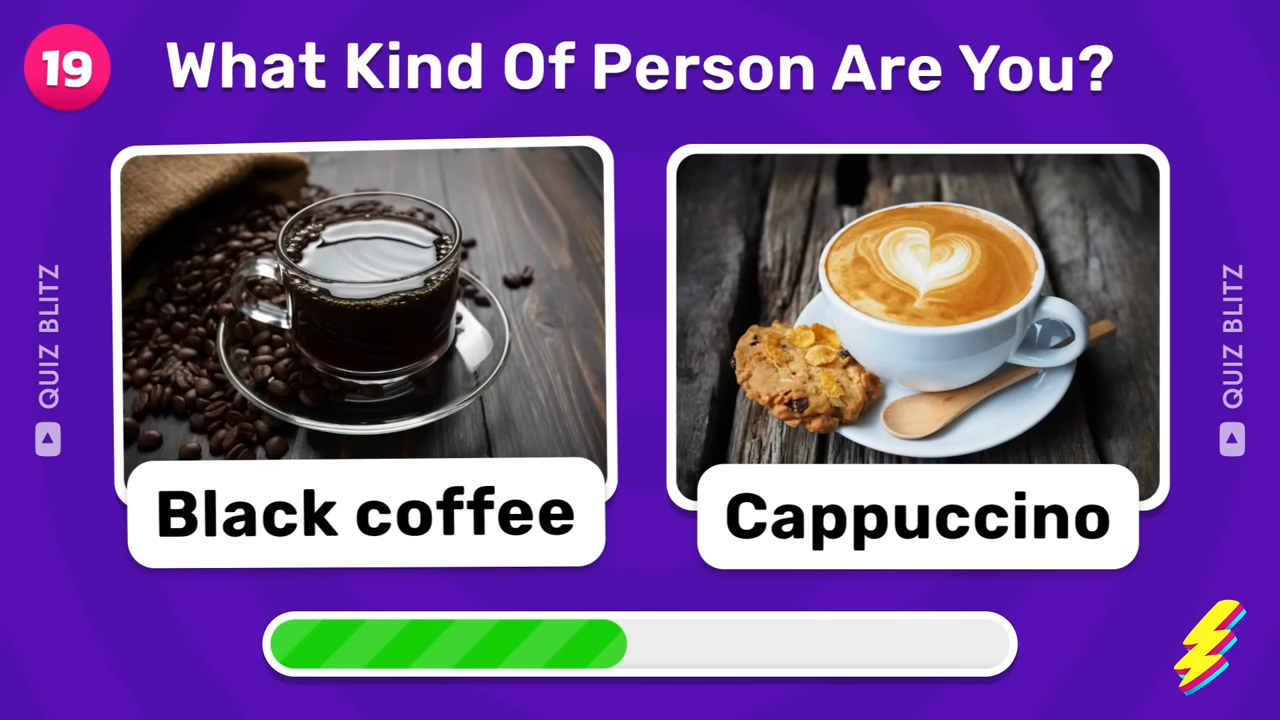 19
What Kind Of Person Are You?
Black coffee
Cappuccino
QUIZ BLITZ
QUIZ BLITZ